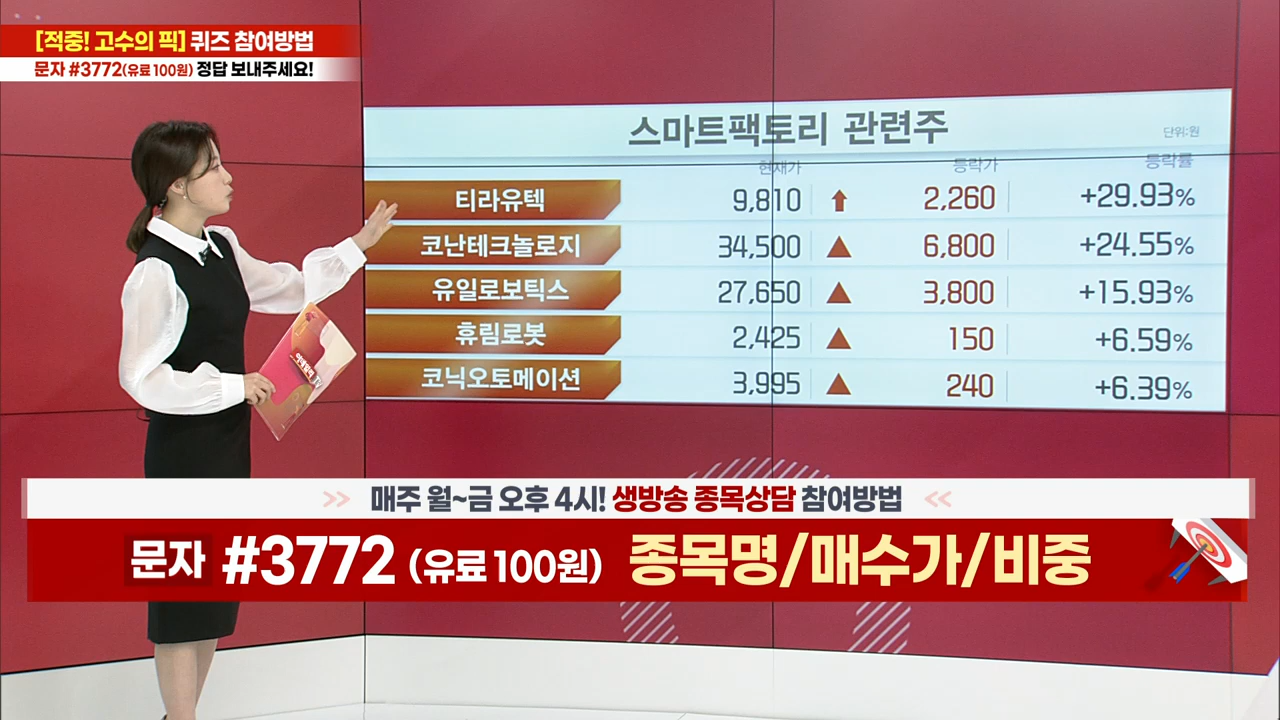 [적중! 고수의 픽] 퀴즈 참여방법
문자 #3772(유료 100원) 정답 보내주세요!
스마트팩토리 관련주
단위:원
현재가 등락가 등락률
티라유텍 9,810 ⬆ 2,260 +29.93%
코난테크놀로지 34,500 ▲ 6,800 +24.55%
유일로보틱스 27,650 ▲ 3,800 +15.93%
휴림로봇 2,425 ▲ 150 +6.59%
코닉오토메이션 3,995 ▲ 240 +6.39%
이데일리 TV
매주 월~금 오후 4시! 생방송 종목상담 참여방법
문자 #3772 (유료 100원) 종목명/매수가/비중